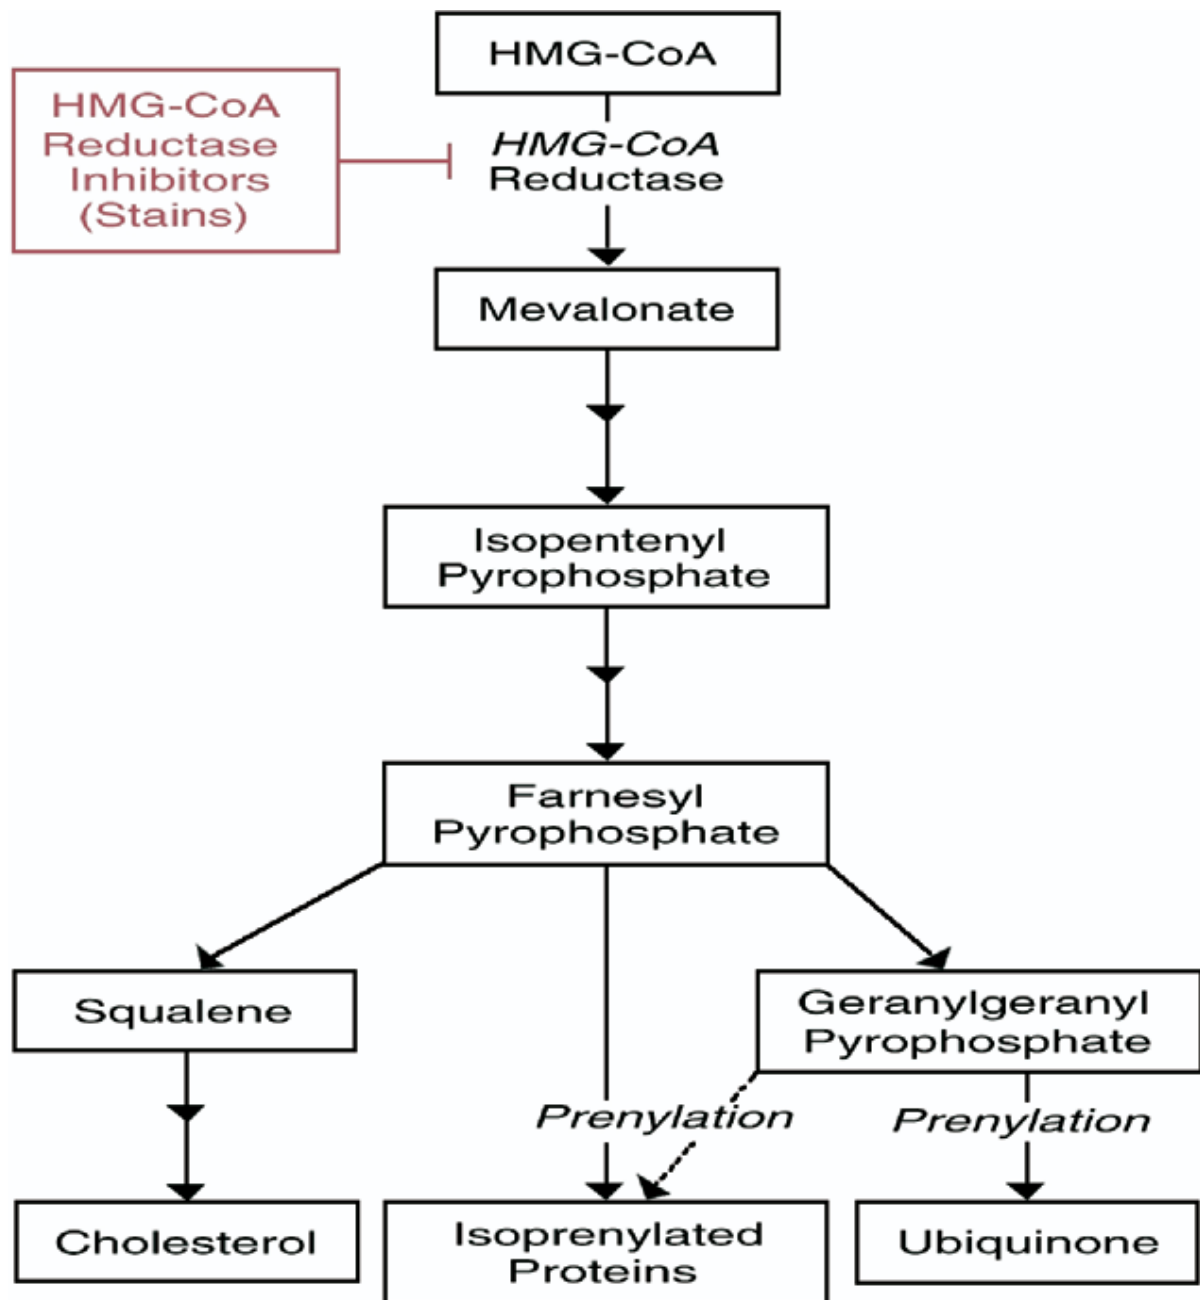 HMG-CoA
HMG-CoA
Reductase
Inhibitors
(Stains)
HMG-CoA
Reductase
Mevalonate
Isopentenyl
Pyrophosphate
Farnesyl
Pyrophosphate
Squalene
Geranylgeranyl
Pyrophosphate
Prenylation
Prenylation
Cholesterol
Isoprenylated
Proteins
Ubiquinone